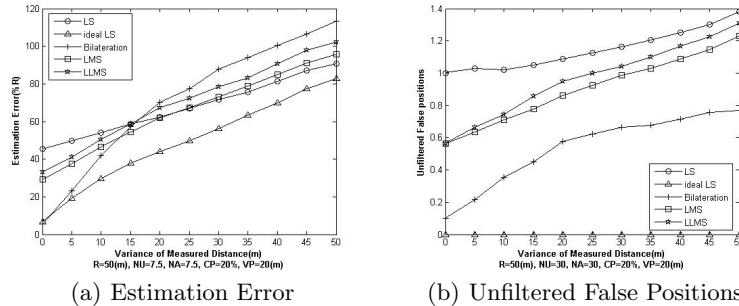 120
100
80
60
40
20
0
Estimation Error(%R)
LS
ideal LS
Bilateration
LMS
LLMS
0 5 10 15 20 25 30 35 40 45 50
Variance of Measured Distance(m)
R=50(m), NU=7.5, NA=7.5, CP=20%, VP=20(m)
(a) Estimation Error
1.4
1.2
1
0.8
0.6
0.4
0.2
0
Unfiltered False positions
LS
ideal LS
Bilateration
LMS
LLMS
0 5 10 15 20 25 30 35 40 45 50
Variance of Measured Distance(m)
R=50(m), NU=30, NA=30, CP=20%, VP=20(m)
(b) Unfiltered False Positions